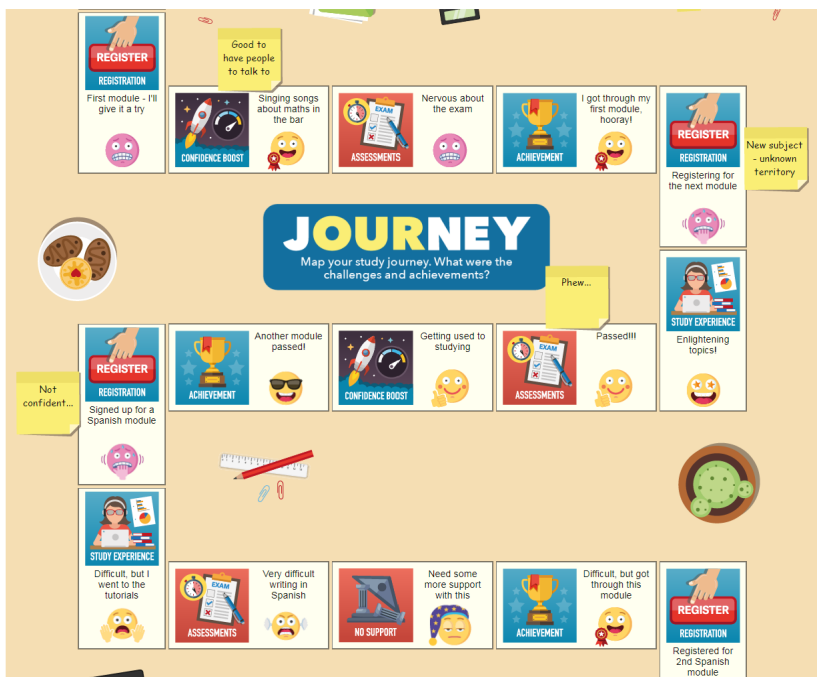 REGISTER
REGISTRATION
First module - I'll
give it a try
Good to
have people
to talk to
CONFIDENCE BOOST
Singing songs
about maths in
the bar
EXAM
ASSESSMENTS
Nervous about
the exam
ACHIEVEMENT
I got through my
first module,
hooray!
REGISTER
REGISTRATION
Registering for
the next module
New subject
- unknown
territory
JOURNEY
Map your study journey. What were the
challenges and achievements?
STUDY EXPERIENCE
Enlightening
topics!
Phew...
EXAM
ASSESSMENTS
Passed!!!
CONFIDENCE BOOST
Getting used to
studying
ACHIEVEMENT
Another module
passed!
REGISTER
REGISTRATION
Signed up for a
Spanish module
Not
confident...
STUDY EXPERIENCE
Difficult, but I
went to the
tutorials
EXAM
ASSESSMENTS
Very difficult
writing in
Spanish
NO SUPPORT
Need some
more support
with this
ACHIEVEMENT
Difficult, but got
through this
module
REGISTER
REGISTRATION
Registered for
2nd Spanish
module